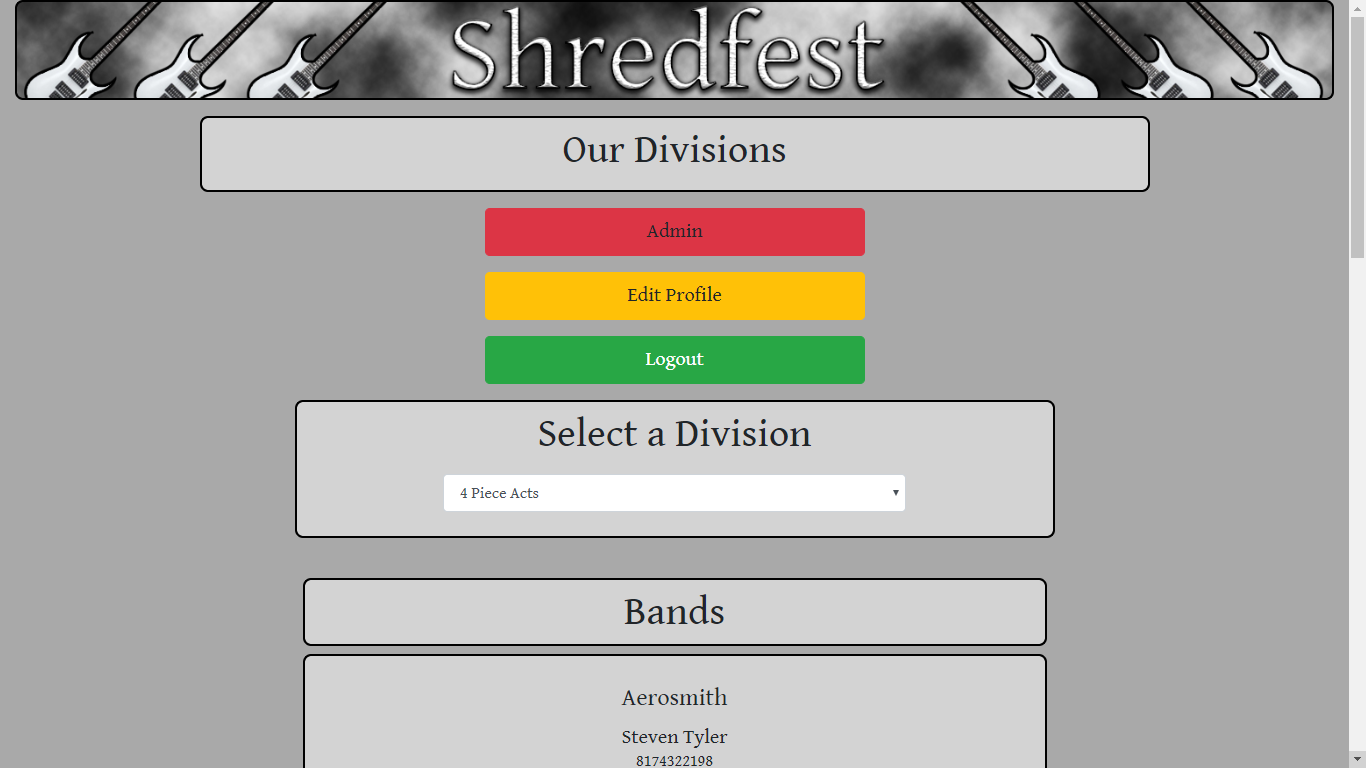 Shredfest
Our Divisions
Admin
Edit Profile
Logout
Select a Division
4 Piece Acts
Bands
Aerosmith
Steven Tyler
8174322198